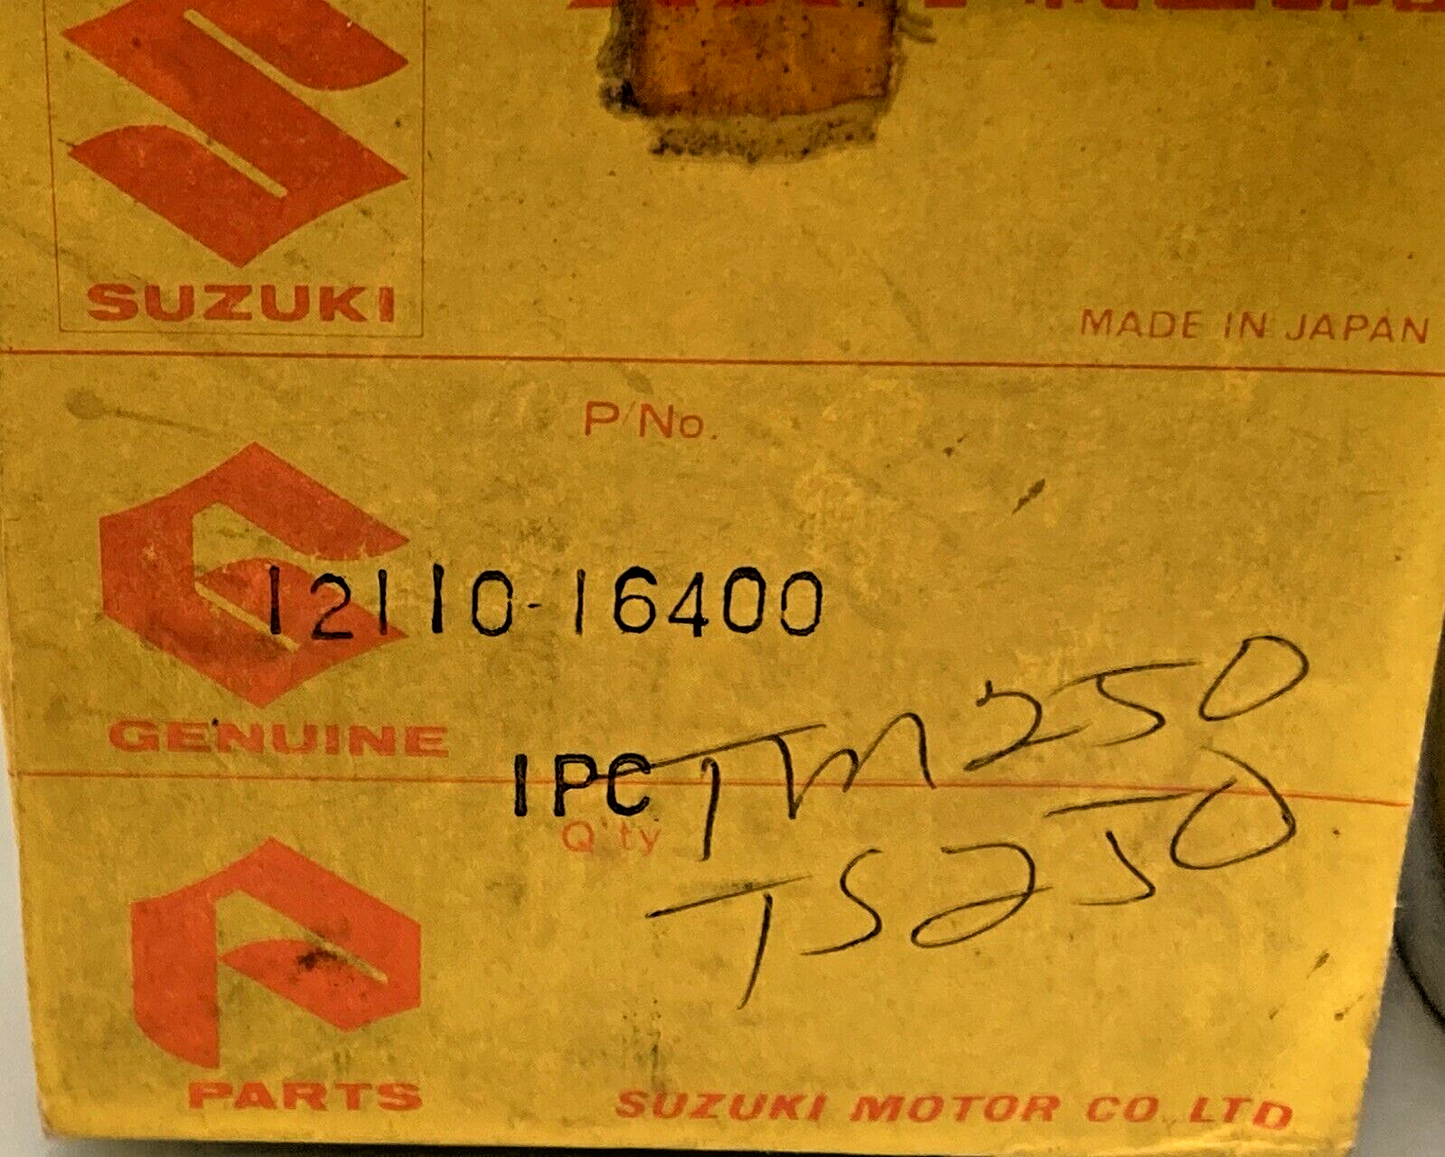 SUZUKI
MADE IN JAPAN
P/No.
12110-16400
GENUINE
1PC
TM250
Q'ty
TS250
PARTS
SUZUKI MOTOR CO. LTD